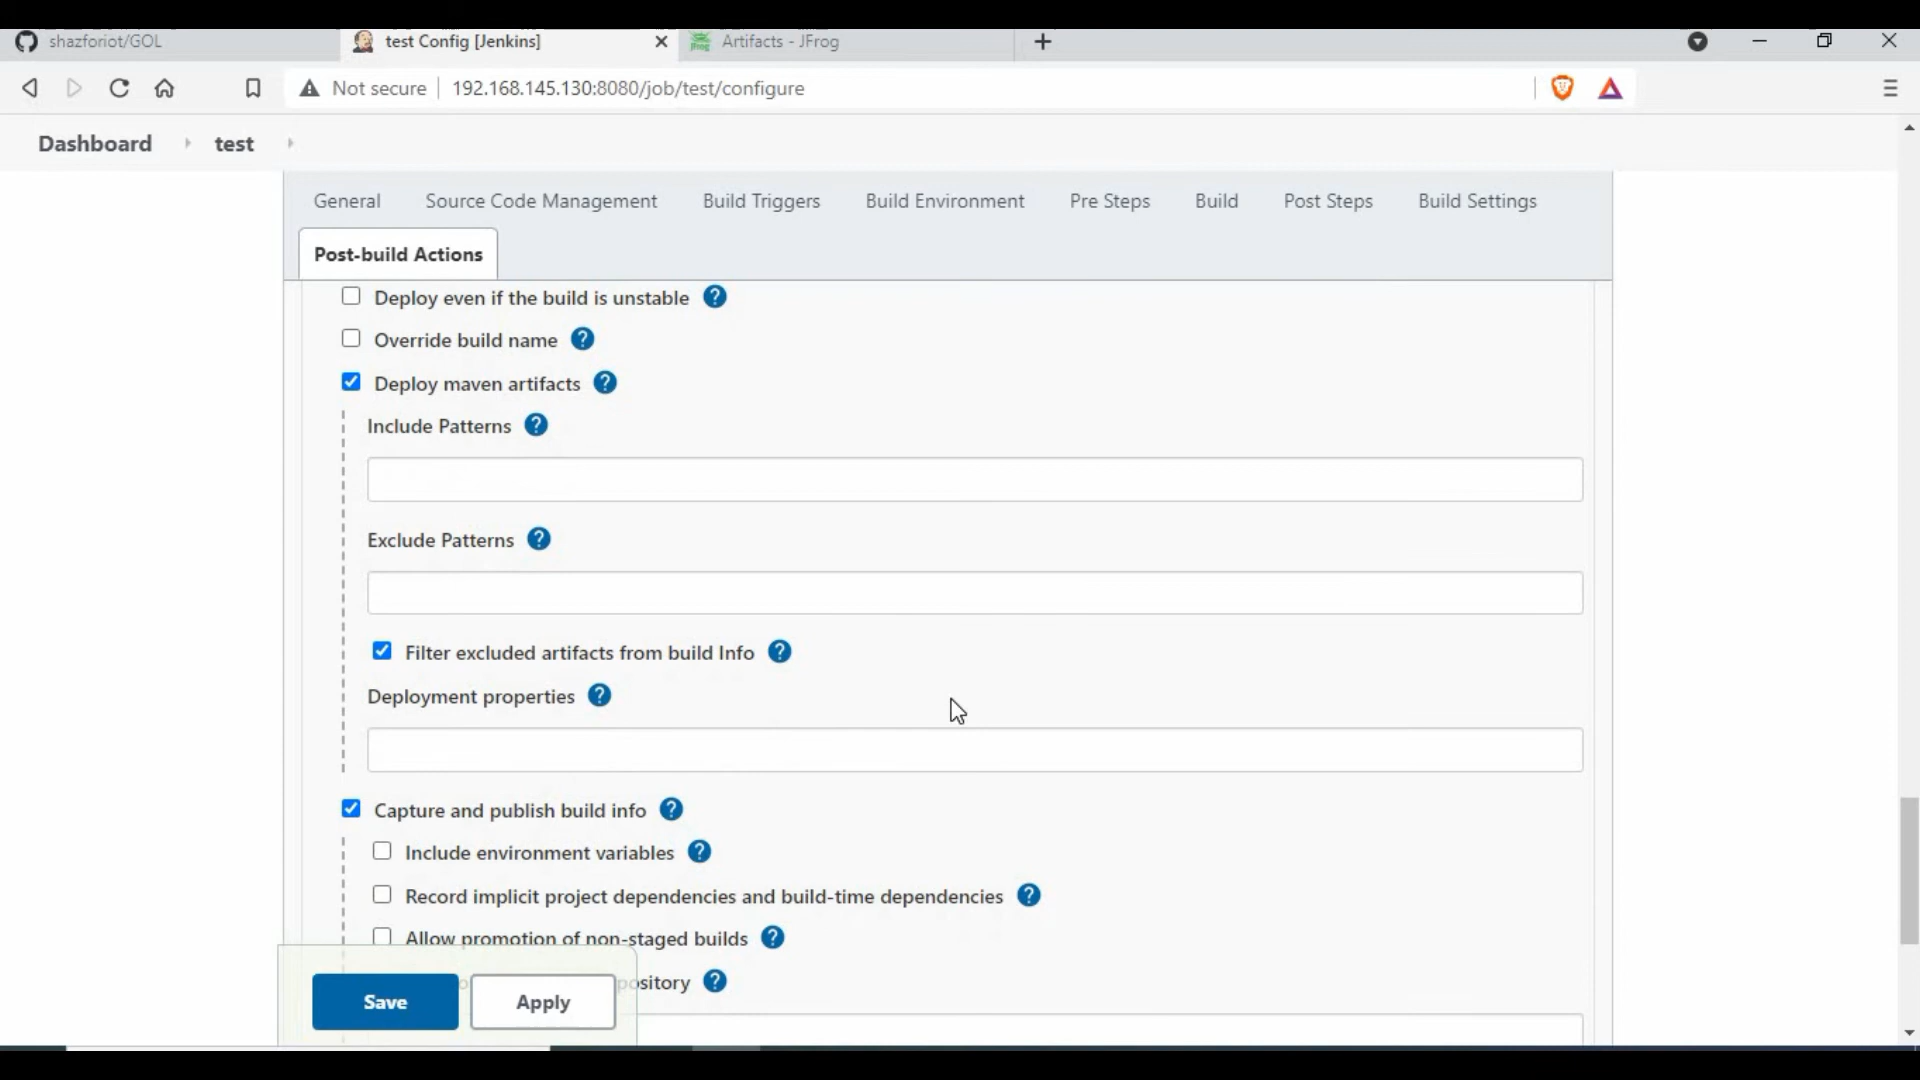 shazforiot/GOL
test Config [Jenkins]
Artifacts - JFrog
Not secure
192.168.145.130:8080/job/test/configure
Dashboard
test
General
Source Code Management
Build Triggers
Build Environment
Pre Steps
Build
Post Steps
Build Settings
Post-build Actions
Deploy even if the build is unstable ?
Override build name ?
Deploy maven artifacts ?
Include Patterns ?
Exclude Patterns ?
Filter excluded artifacts from build Info ?
Deployment properties ?
Capture and publish build info ?
Include environment variables ?
Record implicit project dependencies and build-time dependencies ?
Allow promotion of non-staged builds ?
ository ?
Save
Apply